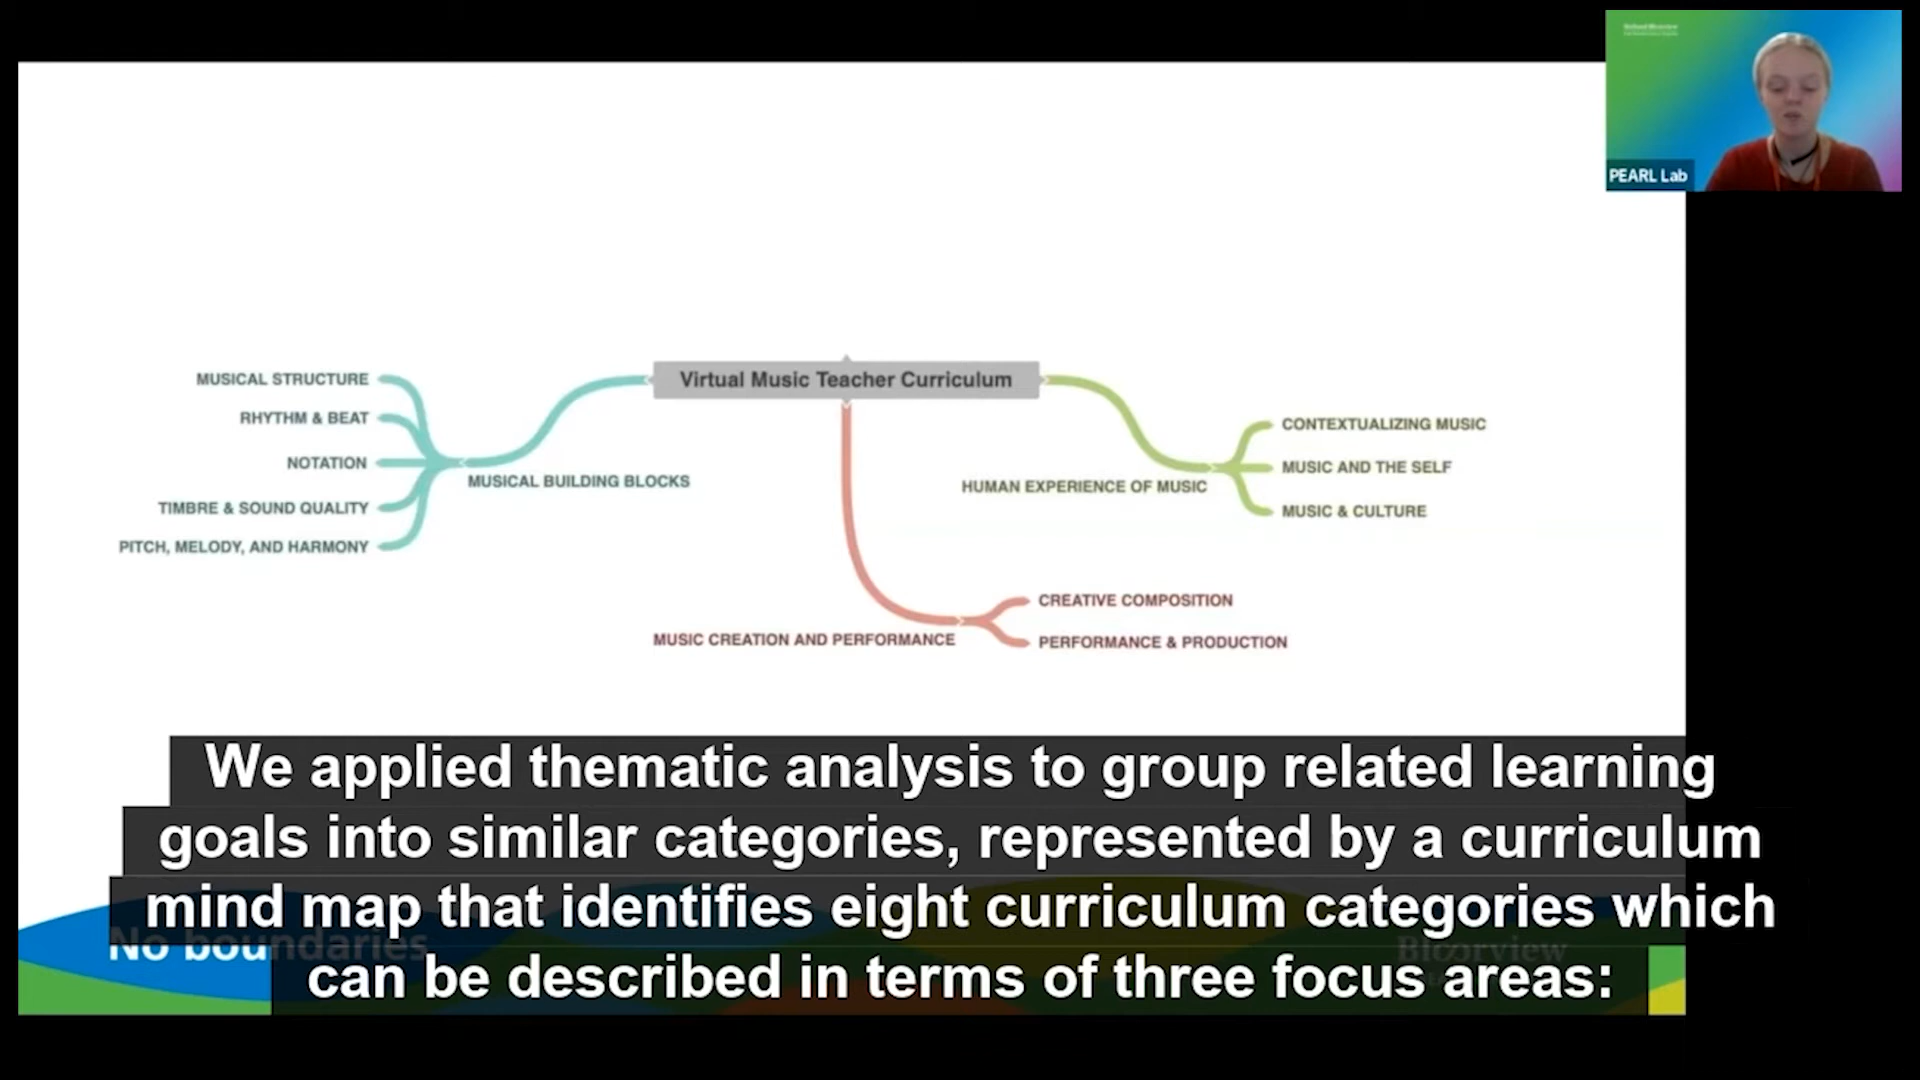 PEARL Lab
Virtual Music Teacher Curriculum
MUSICAL STRUCTURE
RHYTHM & BEAT
NOTATION
TIMBRE & SOUND QUALITY
PITCH, MELODY, AND HARMONY
MUSICAL BUILDING BLOCKS
HUMAN EXPERIENCE OF MUSIC
CONTEXTUALIZING MUSIC
MUSIC AND THE SELF
MUSIC & CULTURE
MUSIC CREATION AND PERFORMANCE
CREATIVE COMPOSITION
PERFORMANCE & PRODUCTION
We applied thematic analysis to group related learning
goals into similar categories, represented by a curriculum
mind map that identifies eight curriculum categories which
can be described in terms of three focus areas:
No boundaries
Bloorview